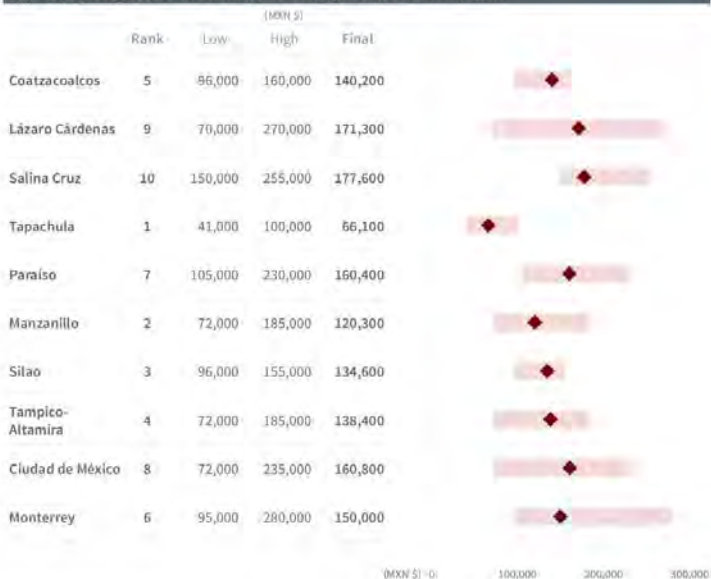 (MXN $)
Rank Low High Final
Coatzacoalcos 5 96,000 160,000 140,200
Lázaro Cárdenas 9 70,000 270,000 171,300
Salina Cruz 10 150,000 255,000 177,600
Tapachula 1 41,000 100,000 66,100
Paraíso 7 105,000 230,000 160,400
Manzanillo 2 72,000 185,000 120,300
Silao 3 96,000 155,000 134,600
Tampico-
Altamira 4 72,000 185,000 138,400
Ciudad de México 8 72,000 235,000 160,800
Monterrey 6 95,000 280,000 150,000
(MXN $) 0 100,000 200,000 300,000